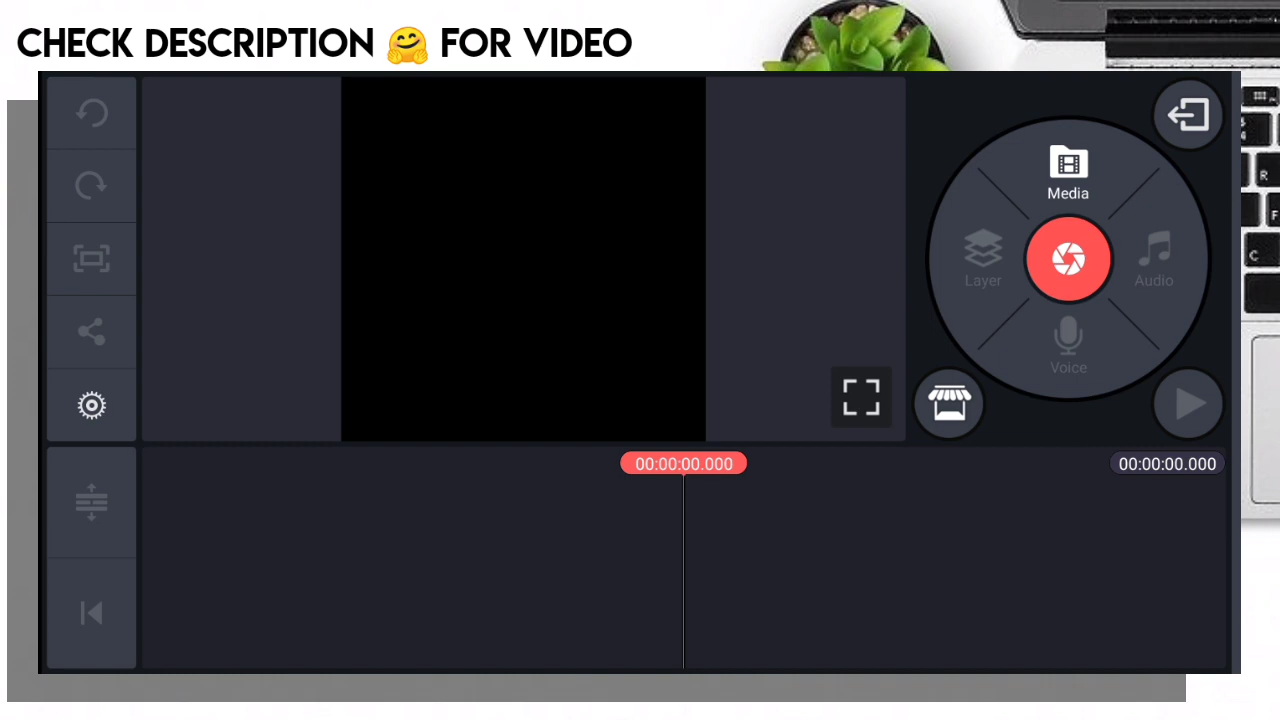 CHECK DESCRIPTION 🤗 FOR VIDEO
Media
Layer
Audio
Voice
00:00:00.000
00:00:00.000
R
F
C